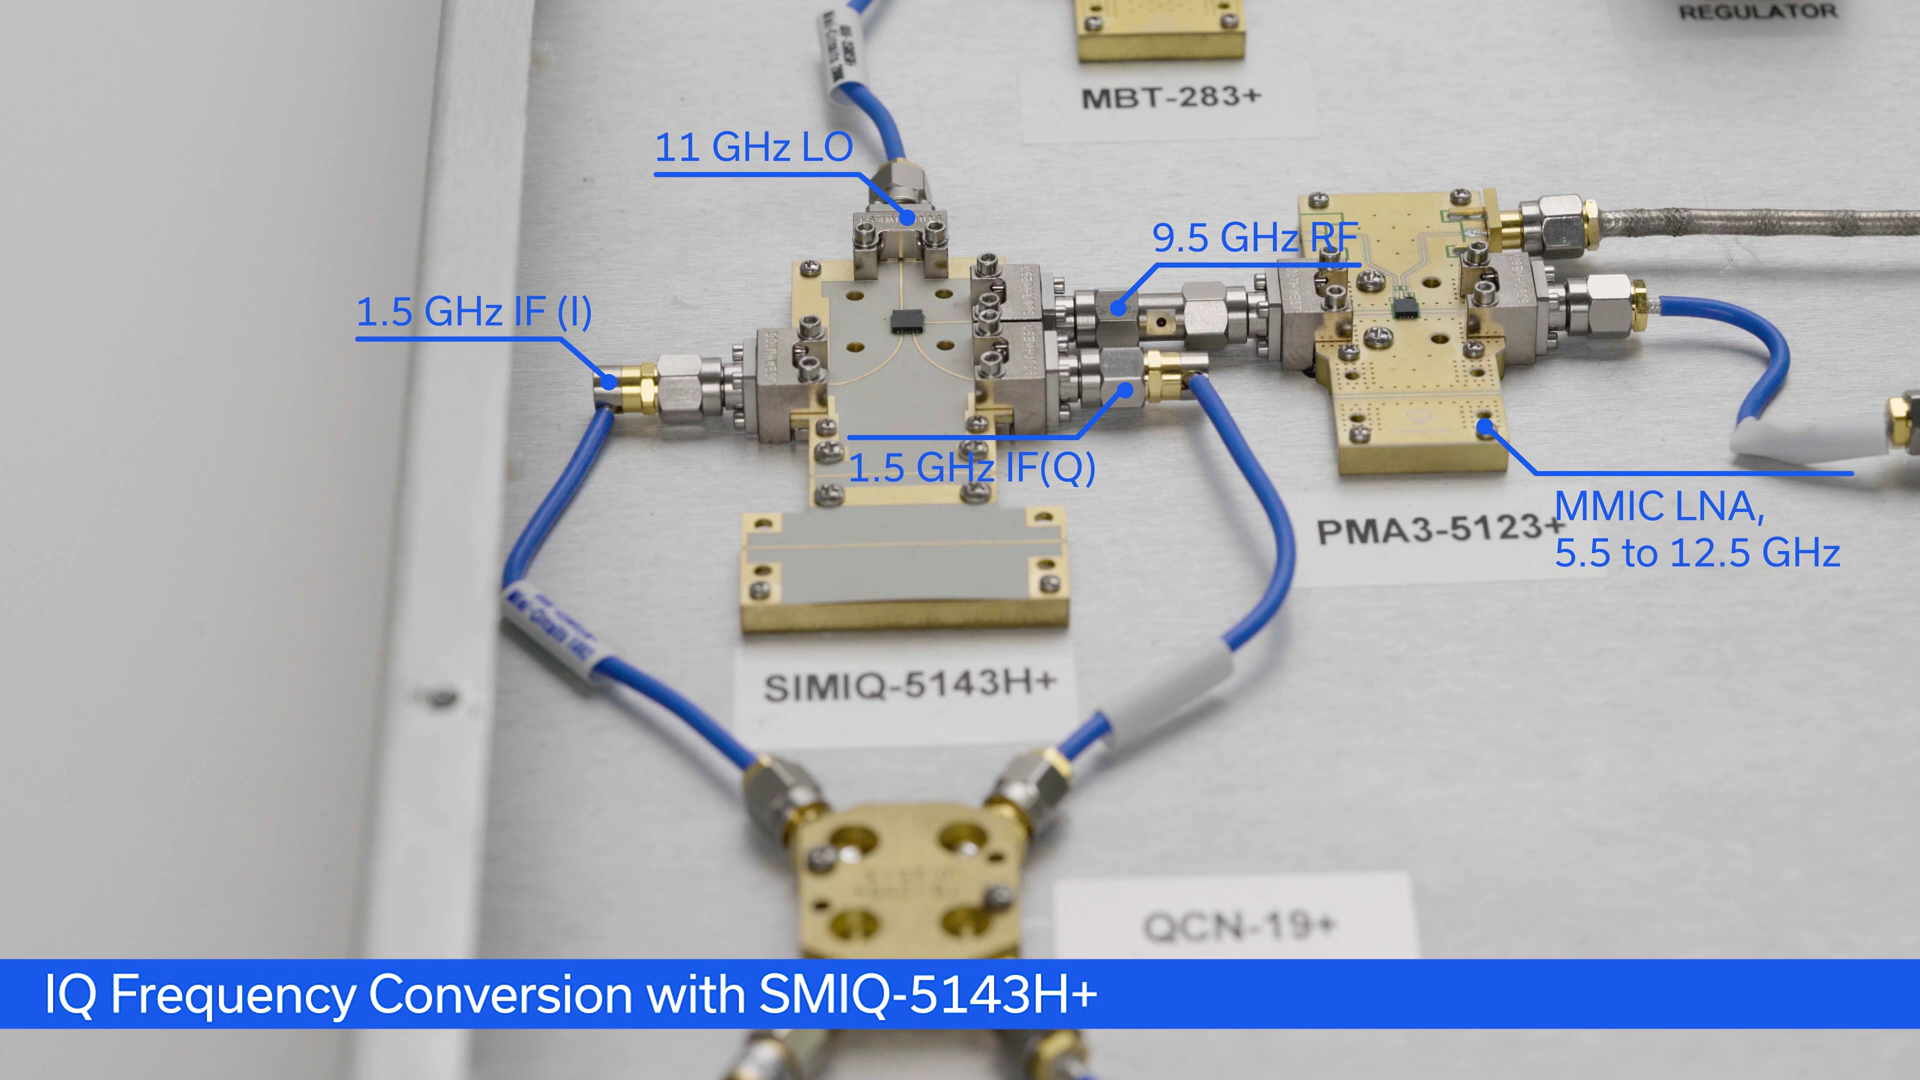 REGULATOR
MBT-283+
11 GHz LO
9.5 GHz RF
1.5 GHz IF (I)
1.5 GHz IF(Q)
MMIC LNA,
5.5 to 12.5 GHz
PMA3-5123+
SIMIQ-5143H+
QCN-19+
IQ Frequency Conversion with SMIQ-5143H+